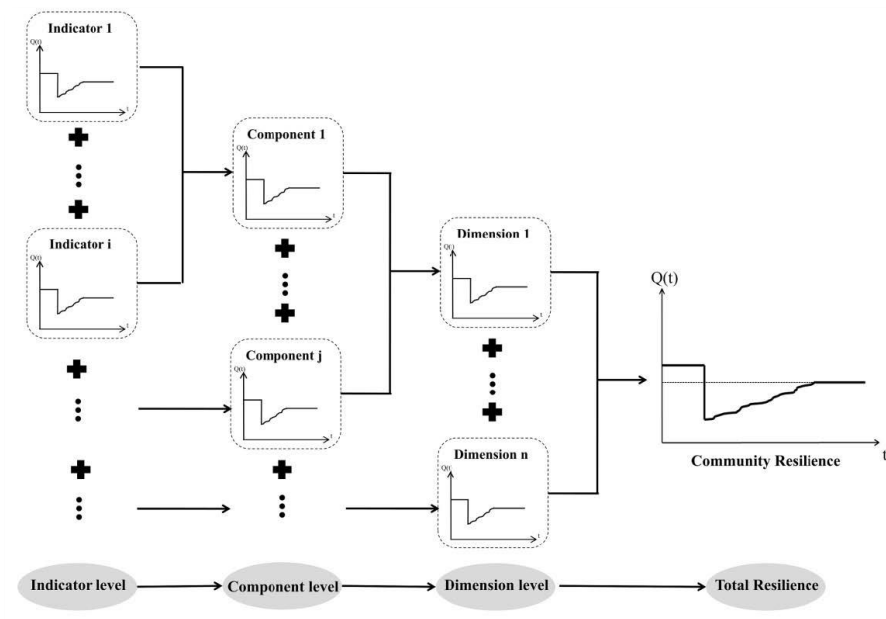 Indicator 1
Q(t)
t
Indicator i
Q(t)
t
Component 1
Q(t)
t
Component j
Q(t)
t
Dimension 1
Q(t)
t
Dimension n
Q(t)
t
Q(t)
t
Community Resilience
Indicator level
Component level
Dimension level
Total Resilience